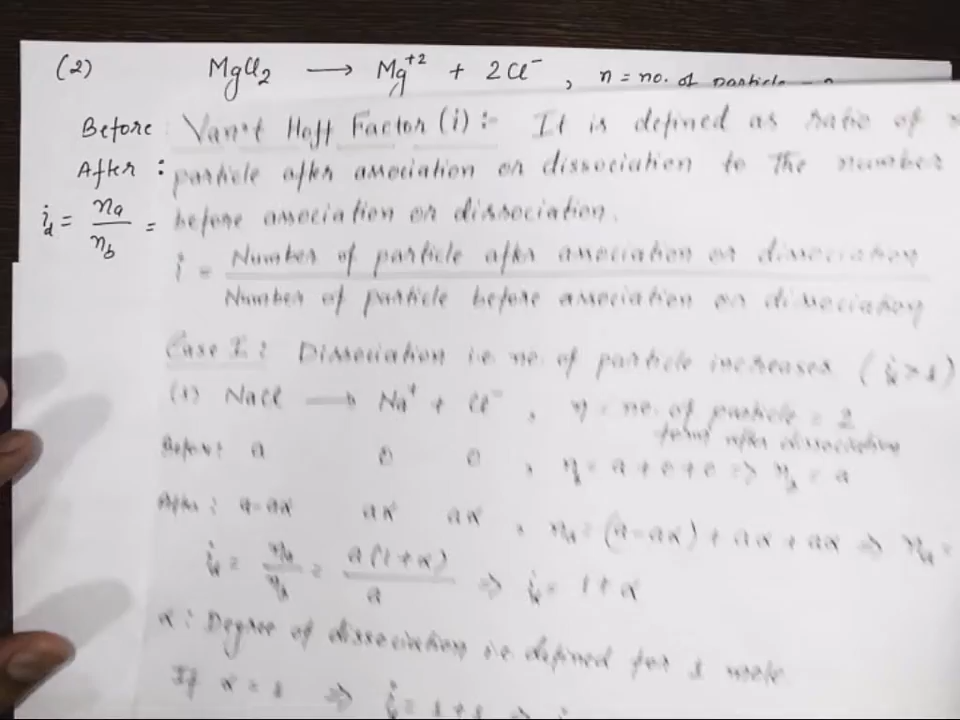 (2) MgCl2 ⟶ Mg+2 + 2Cl-, n = no. of particle
Before
After :
id = na/nb =
Van't Hoff Factor (i) :- It is defined as ratio of
particle after association or dissociation to the number
before association or dissociation.
i = Number of particle after association or dissociation
Number of particle before association or dissociation
Case I : Dissociation i.e no. of particle increases (id>1)
(1) NaCl ⟶ Na+ + Cl-, n = no. of particle = 2
form after dissociation
Before: a 0 0 , nb = a+0+0 => nb = a
After : a-aα aα aα , na = (a-aα) + aα + aα => na =
id = na/nb = a(1+α)/a => id = 1+α
α : Degree of dissociation i.e defined for 1 mole
If α = 1 => id = 1+1 =>